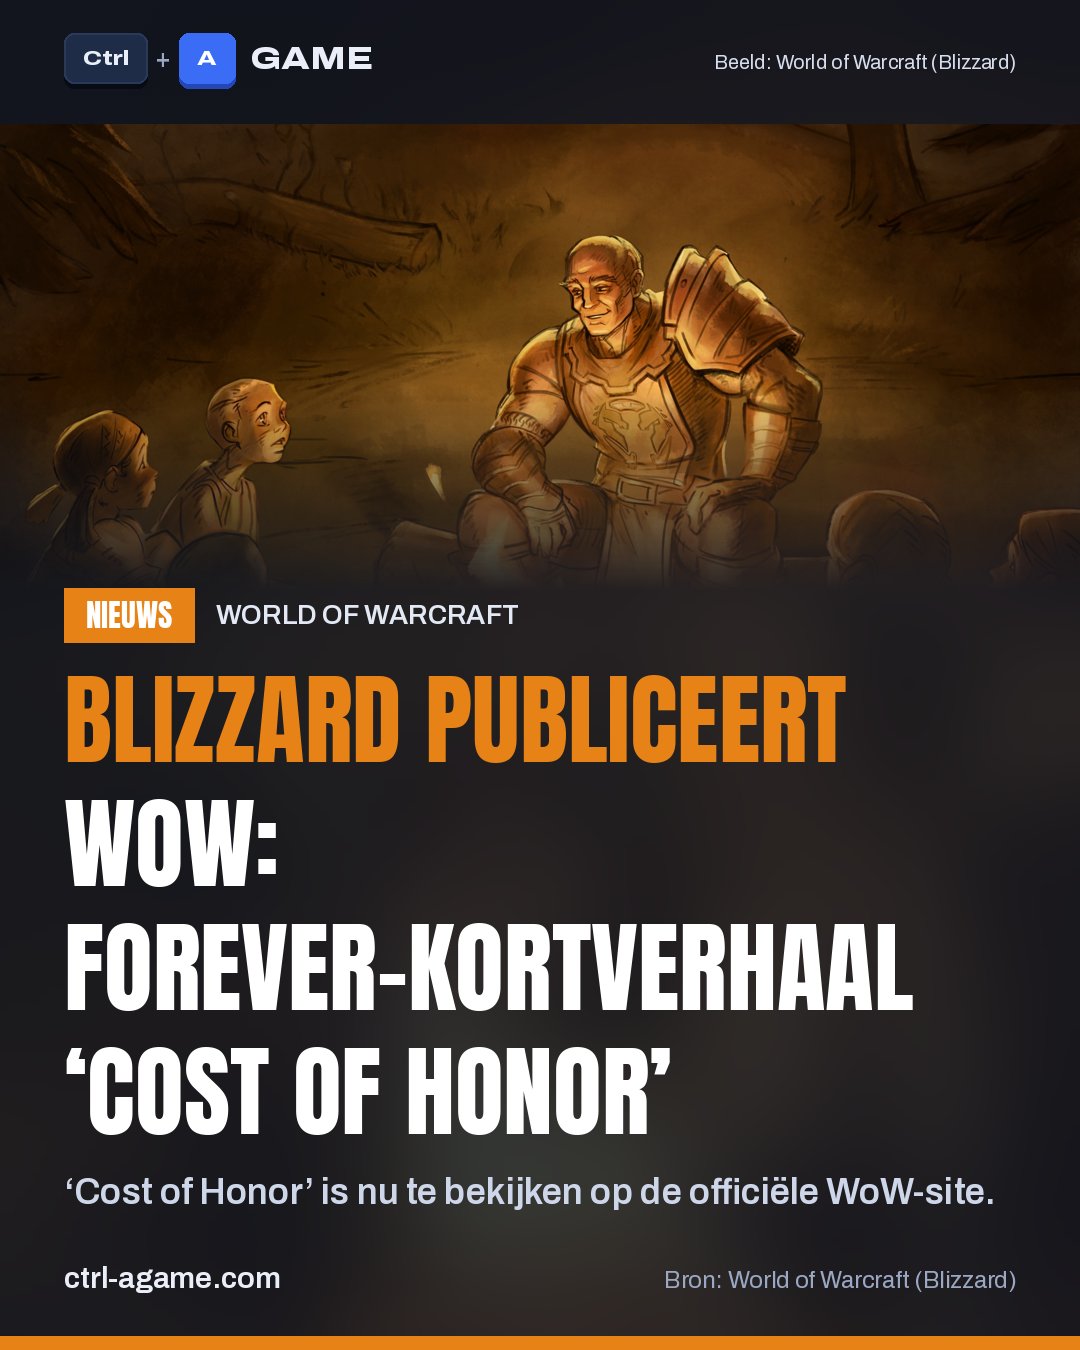 Ctrl + A GAME
Beeld: World of Warcraft (Blizzard)
NIEUWS WORLD OF WARCRAFT
BLIZZARD PUBLICEERT
WOW:
FOREVER-KORTVERHAAL
‘COST OF HONOR’
‘Cost of Honor’ is nu te bekijken op de officiële WoW-site.
ctrl-agame.com
Bron: World of Warcraft (Blizzard)